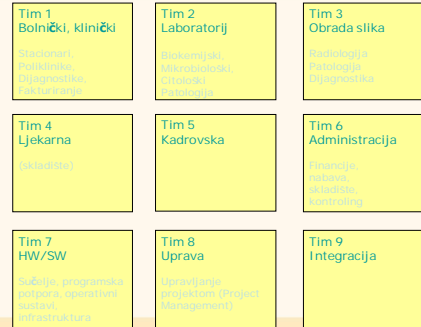 Tim 1
Bolnički, klinički
Stacionari,
Poliklinike,
Dijagnostike,
Fakturiranje
Tim 2
Laboratorij
Biokemijski,
Mikrobiološki,
Citološki
Patologija
Tim 3
Obrada slika
Radiologija
Patologija
Dijagnostika
Tim 4
Ljekarna
(skladište)
Tim 5
Kadrovska
Tim 6
Administracija
Financije,
nabava,
skladište,
kontroling
Tim 7
HW/SW
Sučelje, programska
potpora, operativni
sustavi,
infrastruktura
Tim 8
Uprava
Upravljanje
projektom (Project
Management)
Tim 9
Integracija